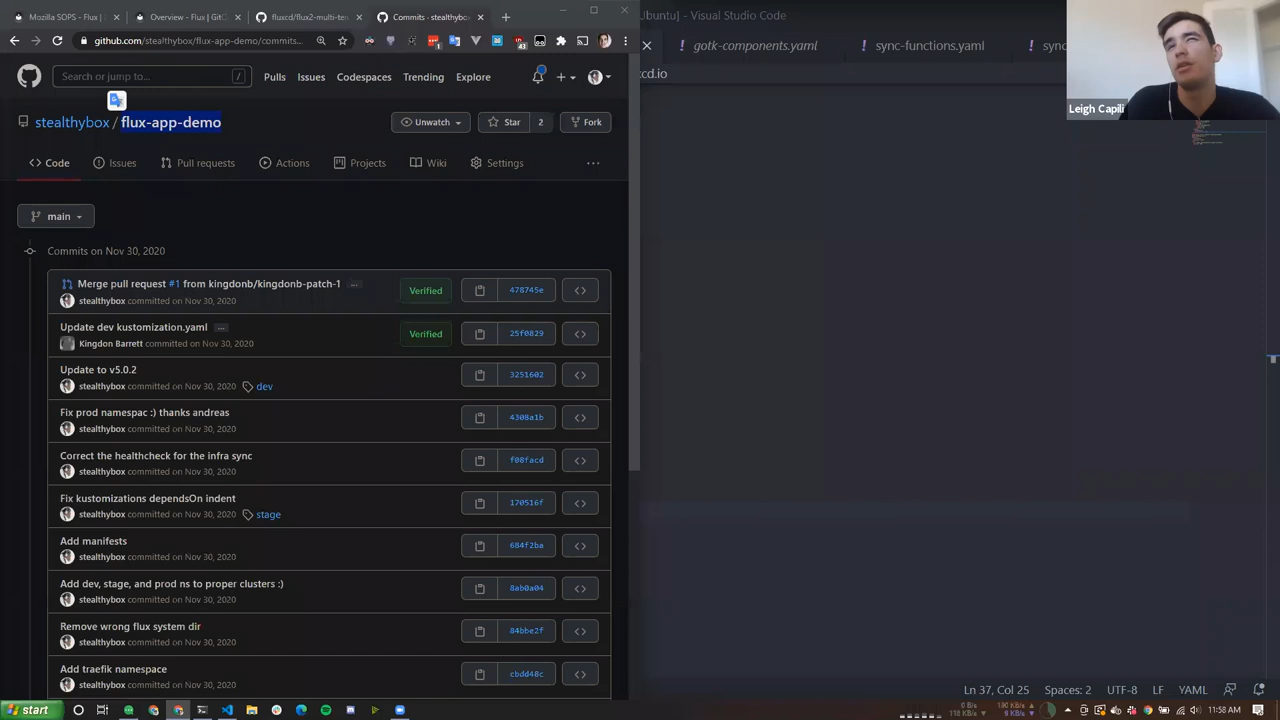 Mozilla SOPS - Flux |
Overview - Flux | GitO
fluxcd/flux2-multi-ten
Commits · stealthybox/
Ubuntu] - Visual Studio Code
github.com/stealthybox/flux-app-demo/commits...
gotk-components.yaml
sync-functions.yaml
cd.io
Search or jump to...
/
Pulls
Issues
Codespaces
Trending
Explore
Leigh Capili
stealthybox / flux-app-demo
Unwatch
Star
2
Fork
Code
Issues
Pull requests
Actions
Projects
Wiki
Settings
main
Commits on Nov 30, 2020
Merge pull request #1 from kingdonb/kingdonb-patch-1
stealthybox committed on Nov 30, 2020
Verified
478745e
Update dev kustomization.yaml
Kingdon Barrett committed on Nov 30, 2020
Verified
25f0829
Update to v5.0.2
stealthybox committed on Nov 30, 2020
dev
3251602
Fix prod namespac :) thanks andreas
stealthybox committed on Nov 30, 2020
4308a1b
Correct the healthcheck for the infra sync
stealthybox committed on Nov 30, 2020
f08facd
Fix kustomizations dependsOn indent
stealthybox committed on Nov 30, 2020
stage
170516f
Add manifests
stealthybox committed on Nov 30, 2020
684f2ba
Add dev, stage, and prod ns to proper clusters :)
stealthybox committed on Nov 30, 2020
8ab0a04
Remove wrong flux system dir
stealthybox committed on Nov 30, 2020
84bbe2f
Add traefik namespace
stealthybox committed on Nov 30, 2020
cbdd48c
Ln 37, Col 25
Spaces: 2
UTF-8
LF
YAML
start
11:58 AM